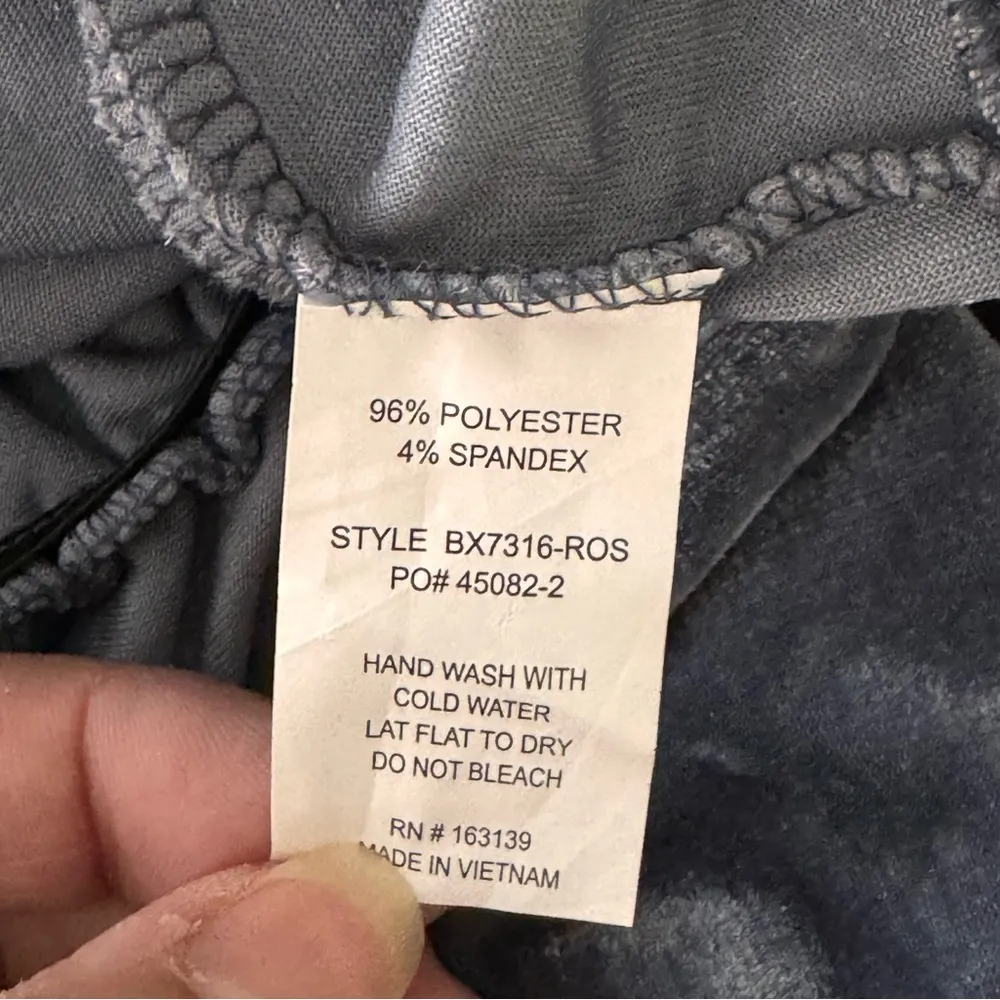 96% POLYESTER
4% SPANDEX
STYLE BX7316-ROS
PO# 45082-2
HAND WASH WITH
COLD WATER
LAT FLAT TO DRY
DO NOT BLEACH
RN # 163139
MADE IN VIETNAM